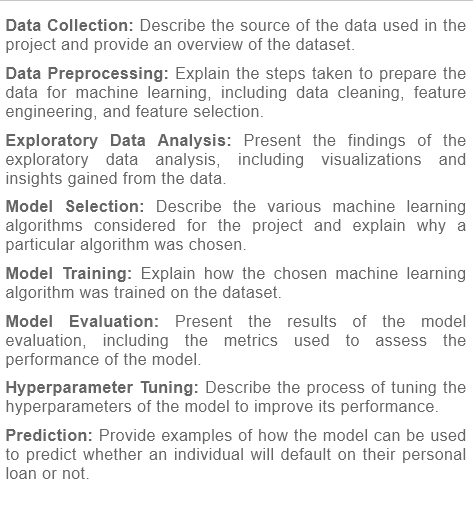 Data Collection: Describe the source of the data used in the
project and provide an overview of the dataset.
Data Preprocessing: Explain the steps taken to prepare the
data for machine learning, including data cleaning, feature
engineering, and feature selection.
Exploratory Data Analysis: Present the findings of the
exploratory data analysis, including visualizations and
insights gained from the data.
Model Selection: Describe the various machine learning
algorithms considered for the project and explain why a
particular algorithm was chosen.
Model Training: Explain how the chosen machine learning
algorithm was trained on the dataset.
Model Evaluation: Present the results of the model
evaluation, including the metrics used to assess the
performance of the model.
Hyperparameter Tuning: Describe the process of tuning the
hyperparameters of the model to improve its performance.
Prediction: Provide examples of how the model can be used
to predict whether an individual will default on their personal
loan or not.